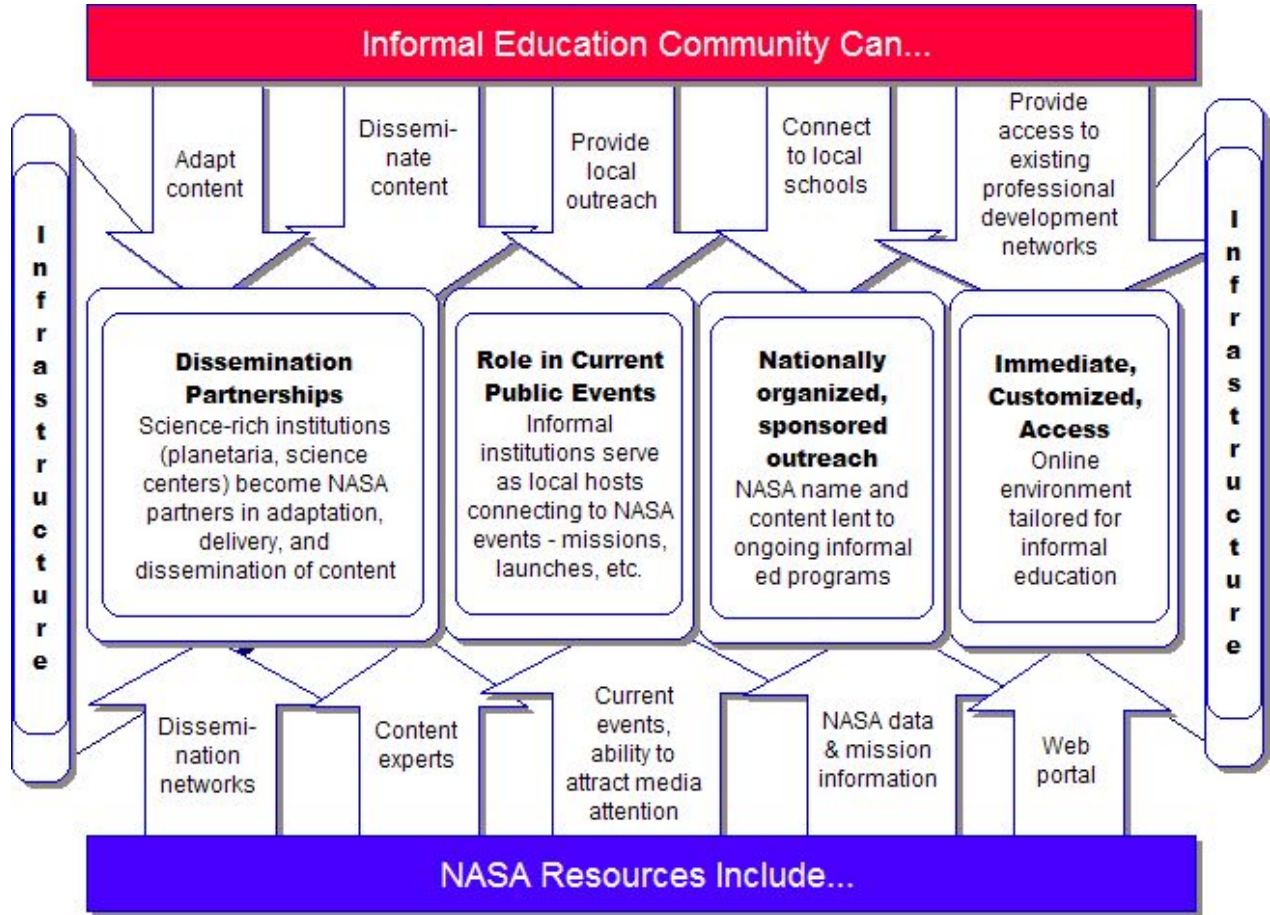 Informal Education Community Can...
Adapt
content
Dissemi-
nate
content
Provide
local
outreach
Connect
to local
schools
Provide
access to
existing
professional
development
networks
Infrastructure
Dissemination
Partnerships
Science-rich institutions
(planetaria, science
centers) become NASA
partners in adaptation,
delivery, and
dissemination of content
Role in Current
Public Events
Informal
institutions serve
as local hosts
connecting to NASA
events - missions,
launches, etc.
Nationally
organized,
sponsored
outreach
NASA name and
content lent to
ongoing informal
ed programs
Immediate,
Customized,
Access
Online
environment
tailored for
informal
education
Infrastructure
Dissemi-
nation
networks
Content
experts
Current
events,
ability to
attract media
attention
NASA data
& mission
information
Web
portal
NASA Resources Include...